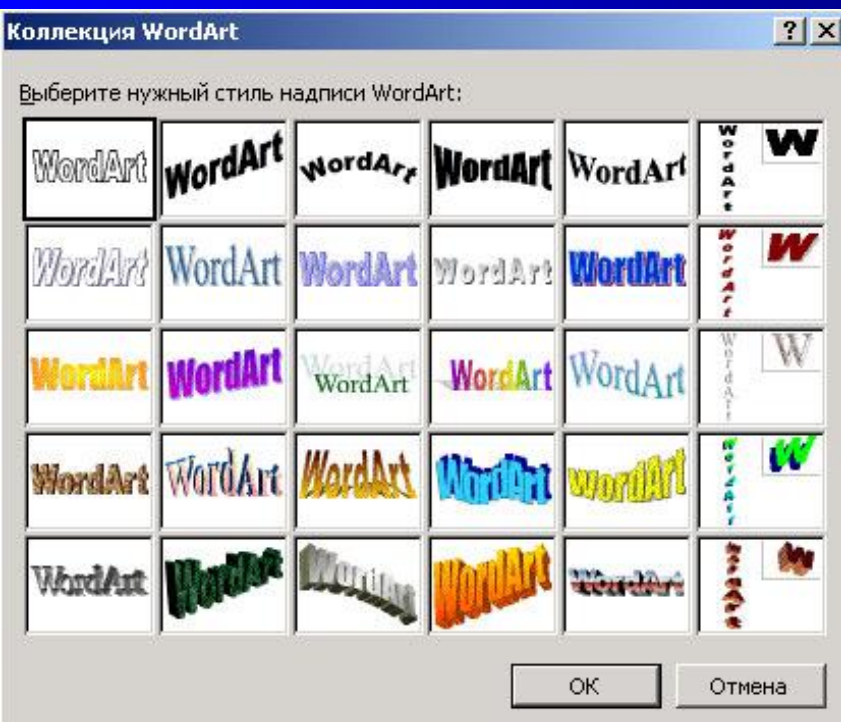 Коллекция WordArt
Выберите нужный стиль надписи WordArt:
WordArt WordArt WordArt WordArt WordArt WordArt W
WordArt WordArt WordArt WordArt WordArt WordArt W
WordArt WordArt WordArt WordArt WordArt WordArt WordArt W
WordArt WordArt WordArt WordArt WordArt WordArt W
WordArt WordArt WordArt WordArt WordArt WordArt W
ОК Отмена